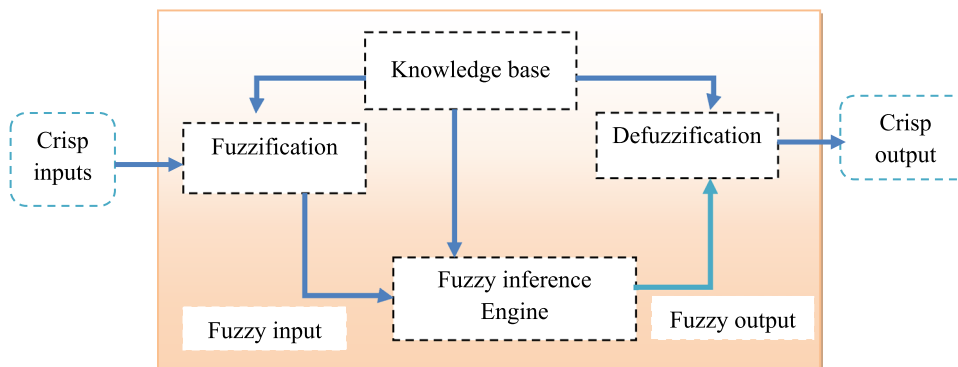 Knowledge base
Crisp
inputs
Fuzzification
Defuzzification
Crisp
output
Fuzzy inference
Engine
Fuzzy input
Fuzzy output